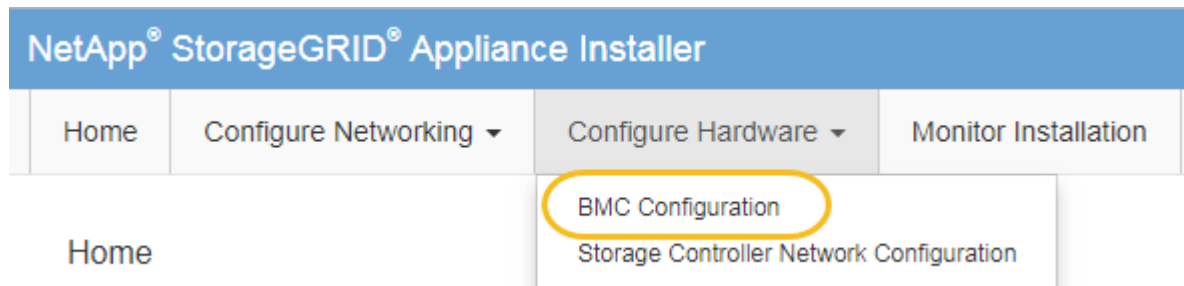 NetApp® StorageGRID® Appliance Installer
Home Configure Networking Configure Hardware Monitor Installation
BMC Configuration
Home
Storage Controller Network Configuration